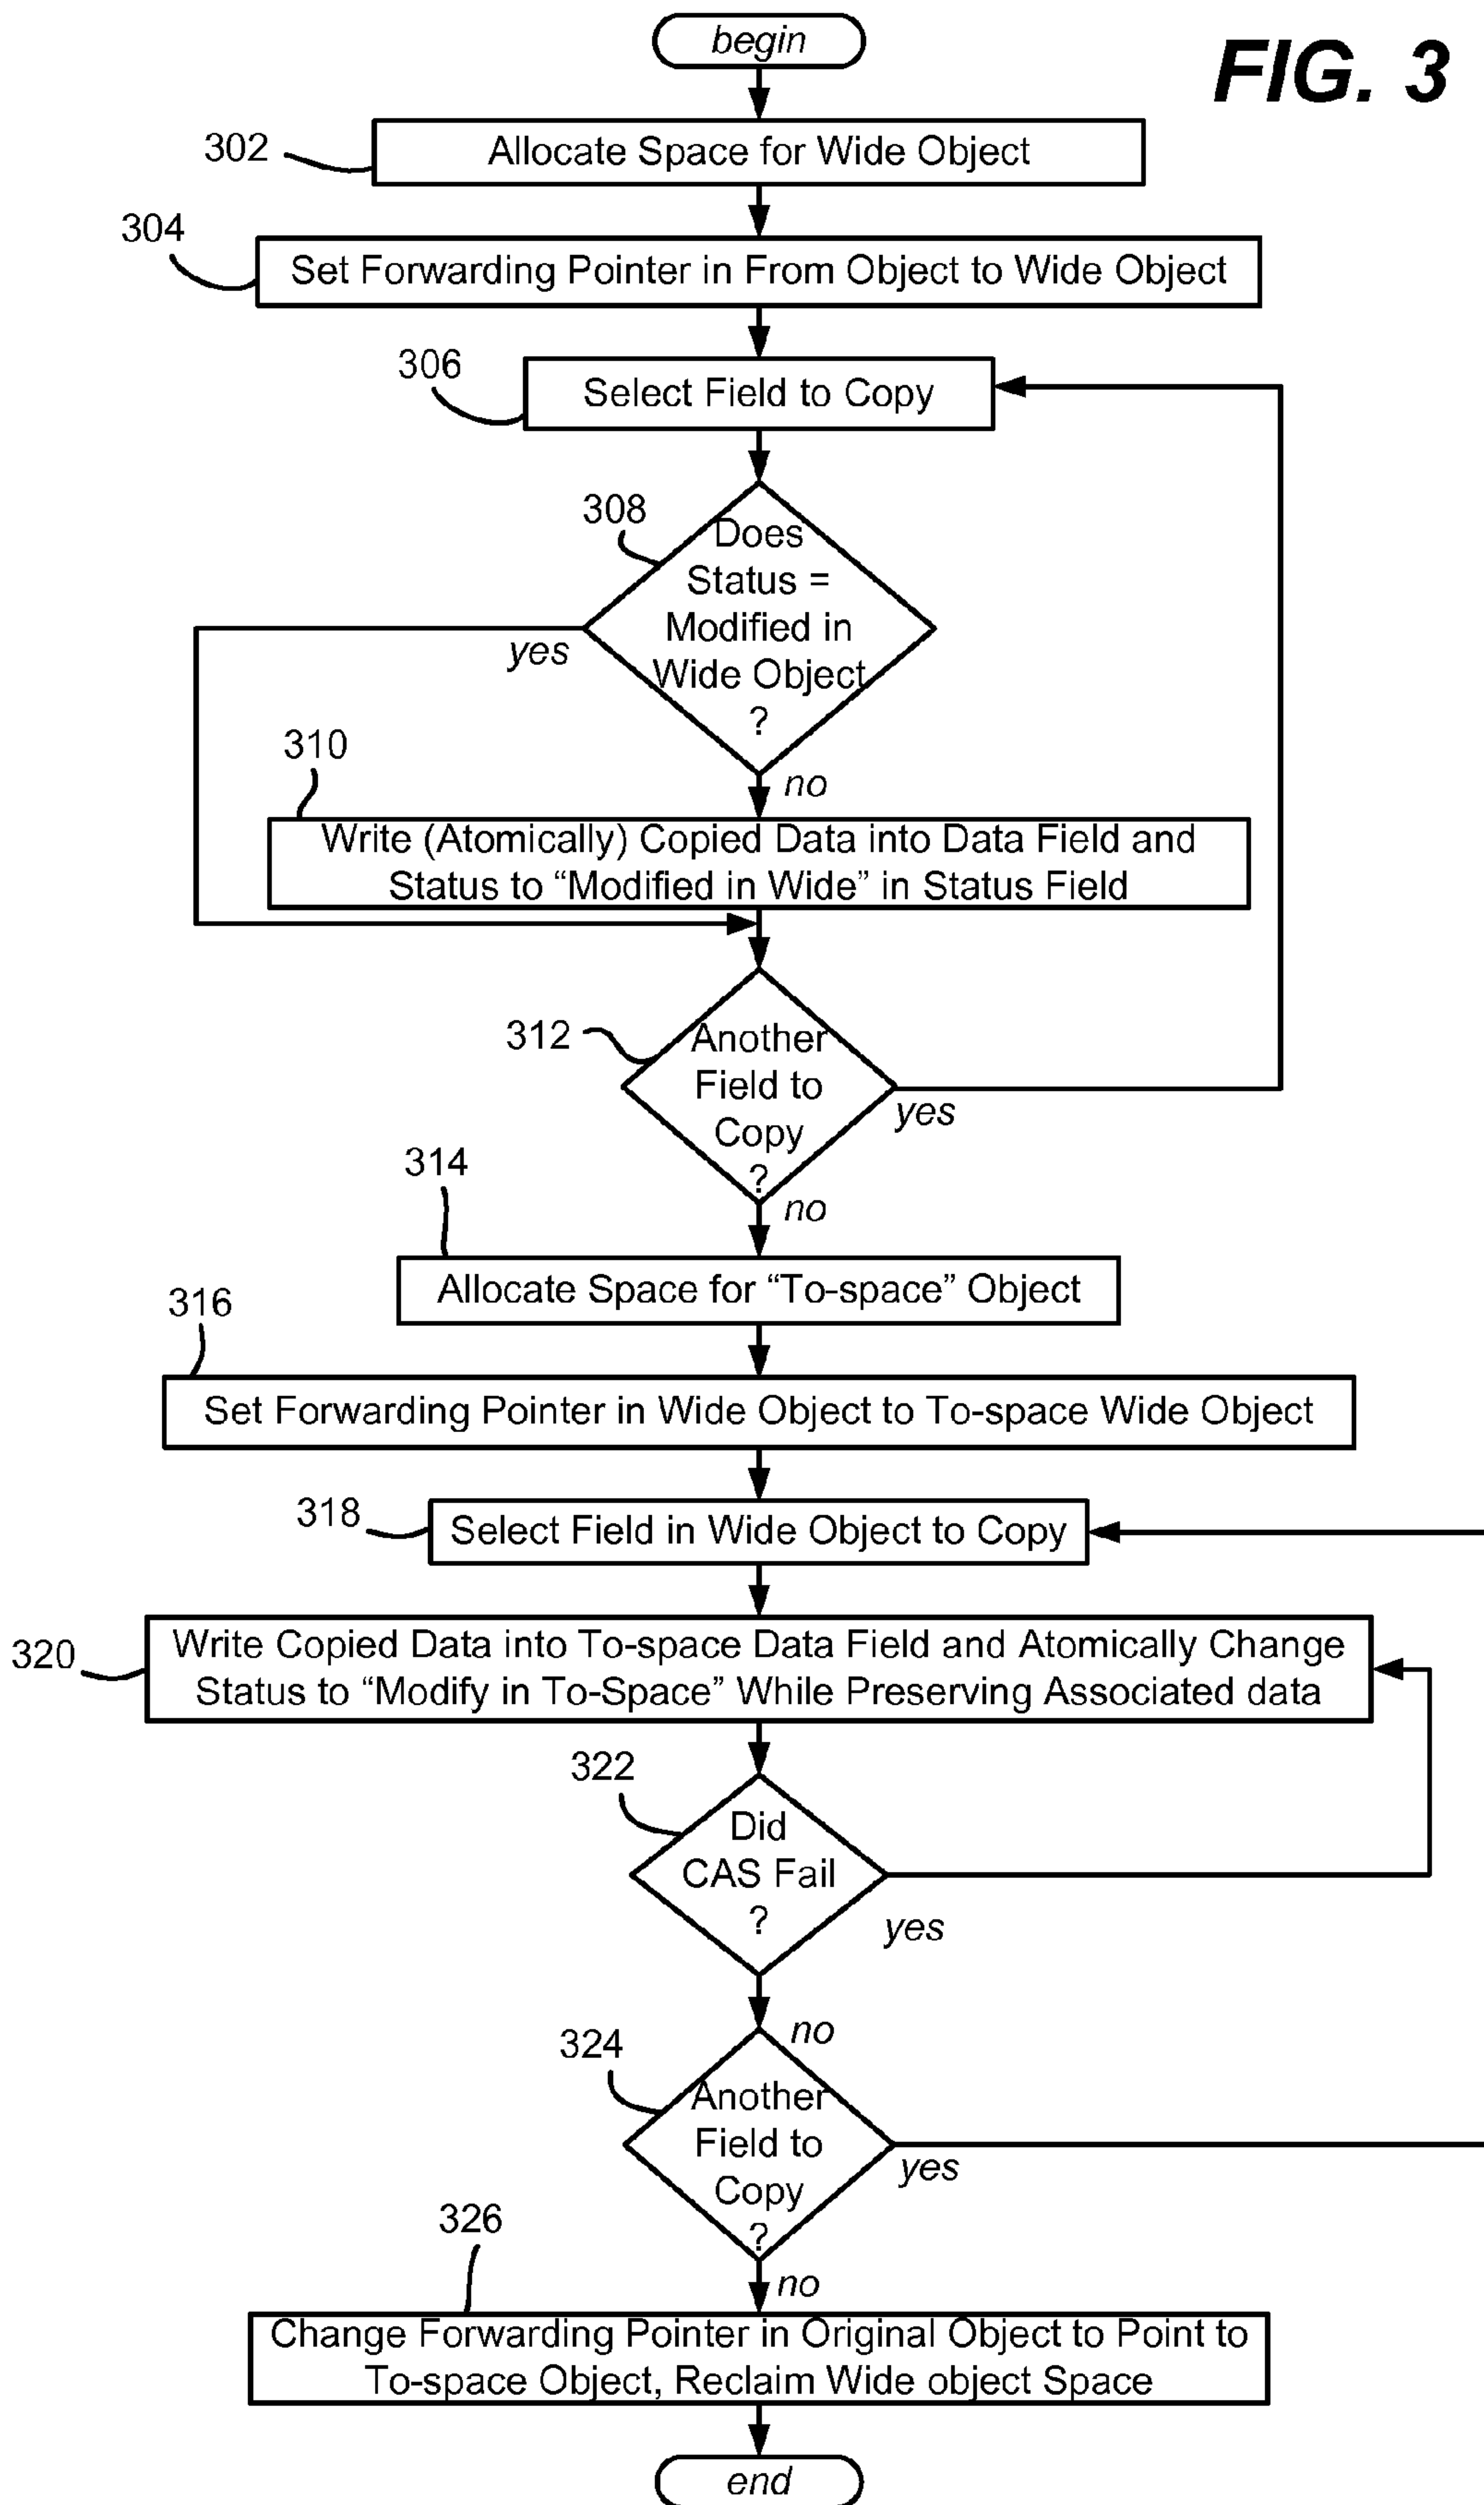 begin
FIG. 3
302
Allocate Space for Wide Object
304
Set Forwarding Pointer in From Object to Wide Object
306
Select Field to Copy
308
Does
Status =
Modified in
Wide Object
?
yes
no
310
Write (Atomically) Copied Data into Data Field and
Status to “Modified in Wide” in Status Field
312
Another
Field to
Copy
?
yes
no
314
Allocate Space for “To-space” Object
316
Set Forwarding Pointer in Wide Object to To-space Wide Object
318
Select Field in Wide Object to Copy
320
Write Copied Data into To-space Data Field and Atomically Change
Status to “Modify in To-Space” While Preserving Associated data
322
Did
CAS Fail
?
yes
no
324
Another
Field to
Copy
?
yes
no
326
Change Forwarding Pointer in Original Object to Point to
To-space Object, Reclaim Wide object Space
end